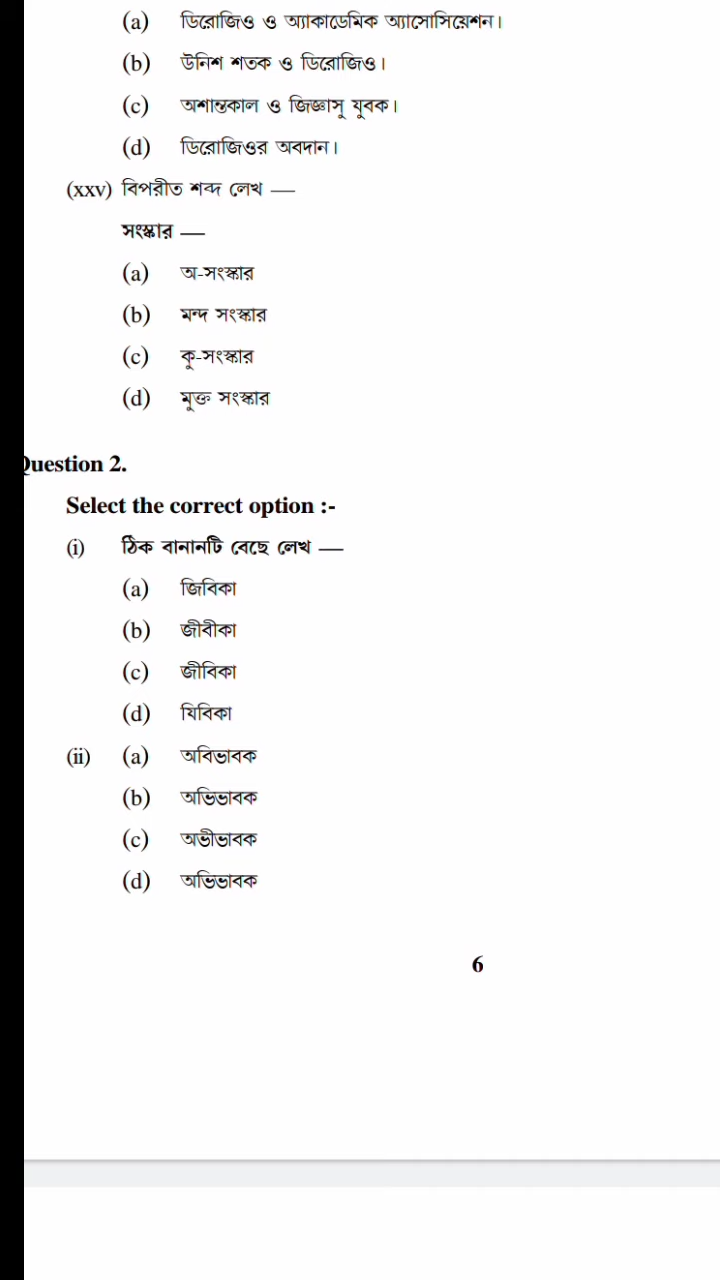 (a) ডিরোজিও ও অ্যাকাডেমিক অ্যাসোসিয়েশন।
(b) উনিশ শতক ও ডিরোজিও।
(c) অশান্তকাল ও জিজ্ঞাসু যুবক।
(d) ডিরোজিওর অবদান।
(xxv) বিপরীত শব্দ লেখ —
সংস্কার —
(a) অ-সংস্কার
(b) মন্দ সংস্কার
(c) কু-সংস্কার
(d) মুক্ত সংস্কার
Question 2.
Select the correct option :-
(i) ঠিক বানানটি বেছে লেখ —
(a) জিবিকা
(b) জীবীকা
(c) জীবিকা
(d) যিবিকা
(ii) (a) অবিভাবক
(b) অভিভাবক
(c) অভীভাবক
(d) অভিভাবক
6